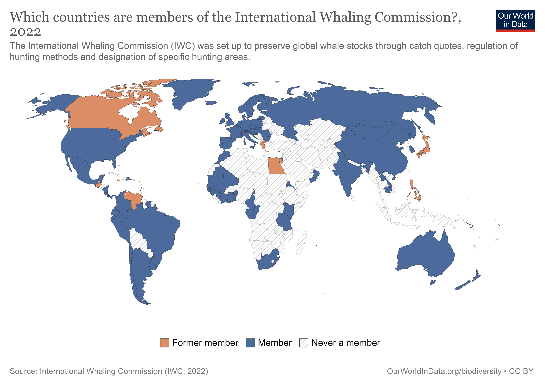 Which countries are members of the International Whaling Commission?,
2022
Our World
in Data
The International Whaling Commission (IWC) was set up to preserve global whale stocks through catch quotes, regulation of
hunting methods and designation of specific hunting areas.
Former member
Member
Never a member
Source: International Whaling Commission (IWC; 2022)
OurWorldInData.org/biodiversity • CC BY